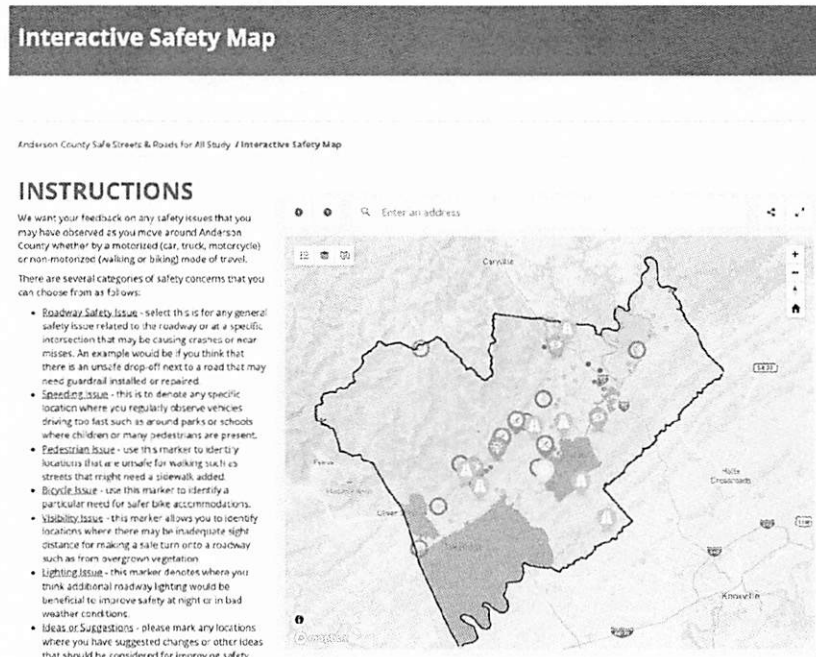 Interactive Safety Map
Anderson County Safe Streets & Roads for All Study / Interactive Safety Map
INSTRUCTIONS
We want your feedback on any safety issues that you
may have observed as you move around Anderson
County whether by a motorized (car, truck, motorcycle)
or non-motorized (walking or biking) mode of travel.
There are several categories of safety concerns that you
can choose from as follows:
• Roadway Safety Issue - select this is for any general
safety issue related to the roadway or at a specific
intersection that may be causing crashes or near
misses. An example would be if you think that
there is an unsafe drop-off next to a road that may
need guardrail installed or repaired.
• Speeding Issue - this is to denote any specific
location where you regularly observe vehicles
driving too fast such as around parks or schools
where children or many pedestrians are present.
• Pedestrian Issue - use this marker to identify
locations that are unsafe for walking such as
streets that might need a sidewalk added.
• Bicycle Issue - use this marker to identify a
particular need for safer bike accommodations.
• Visibility Issue - this marker allows you to identify
locations where there may be inadequate sight
distance for making a safe turn onto a roadway
such as from overgrown vegetation.
• Lighting Issue - this marker denotes where you
think additional roadway lighting would be
beneficial to improve safety at night or in bad
weather conditions.
• Ideas or Suggestions - please mark any locations
where you have suggested changes or other ideas
that should be considered for improving safety
Enter an address
Caryville
Halls
Crossroads
Knoxville
mapbox